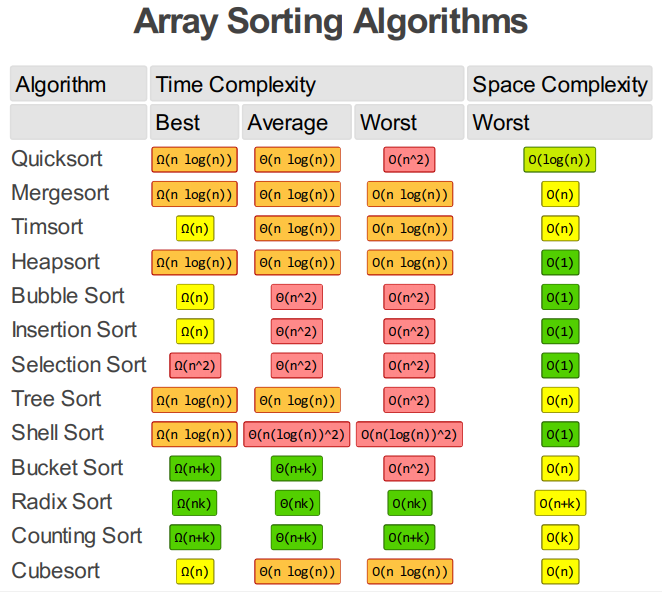 Array Sorting Algorithms
Algorithm Time Complexity Space Complexity
Best Average Worst Worst
Quicksort Ω(n log(n)) Θ(n log(n)) O(n^2) O(log(n))
Mergesort Ω(n log(n)) Θ(n log(n)) O(n log(n)) O(n)
Timsort Ω(n) Θ(n log(n)) O(n log(n)) O(n)
Heapsort Ω(n log(n)) Θ(n log(n)) O(n log(n)) O(1)
Bubble Sort Ω(n) Θ(n^2) O(n^2) O(1)
Insertion Sort Ω(n) Θ(n^2) O(n^2) O(1)
Selection Sort Ω(n^2) Θ(n^2) O(n^2) O(1)
Tree Sort Ω(n log(n)) Θ(n log(n)) O(n^2) O(n)
Shell Sort Ω(n log(n)) Θ(n(log(n))^2) O(n(log(n))^2) O(1)
Bucket Sort Ω(n+k) Θ(n+k) O(n^2) O(n)
Radix Sort Ω(nk) Θ(nk) O(nk) O(n+k)
Counting Sort Ω(n+k) Θ(n+k) O(n+k) O(k)
Cubesort Ω(n) Θ(n log(n)) O(n log(n)) O(n)